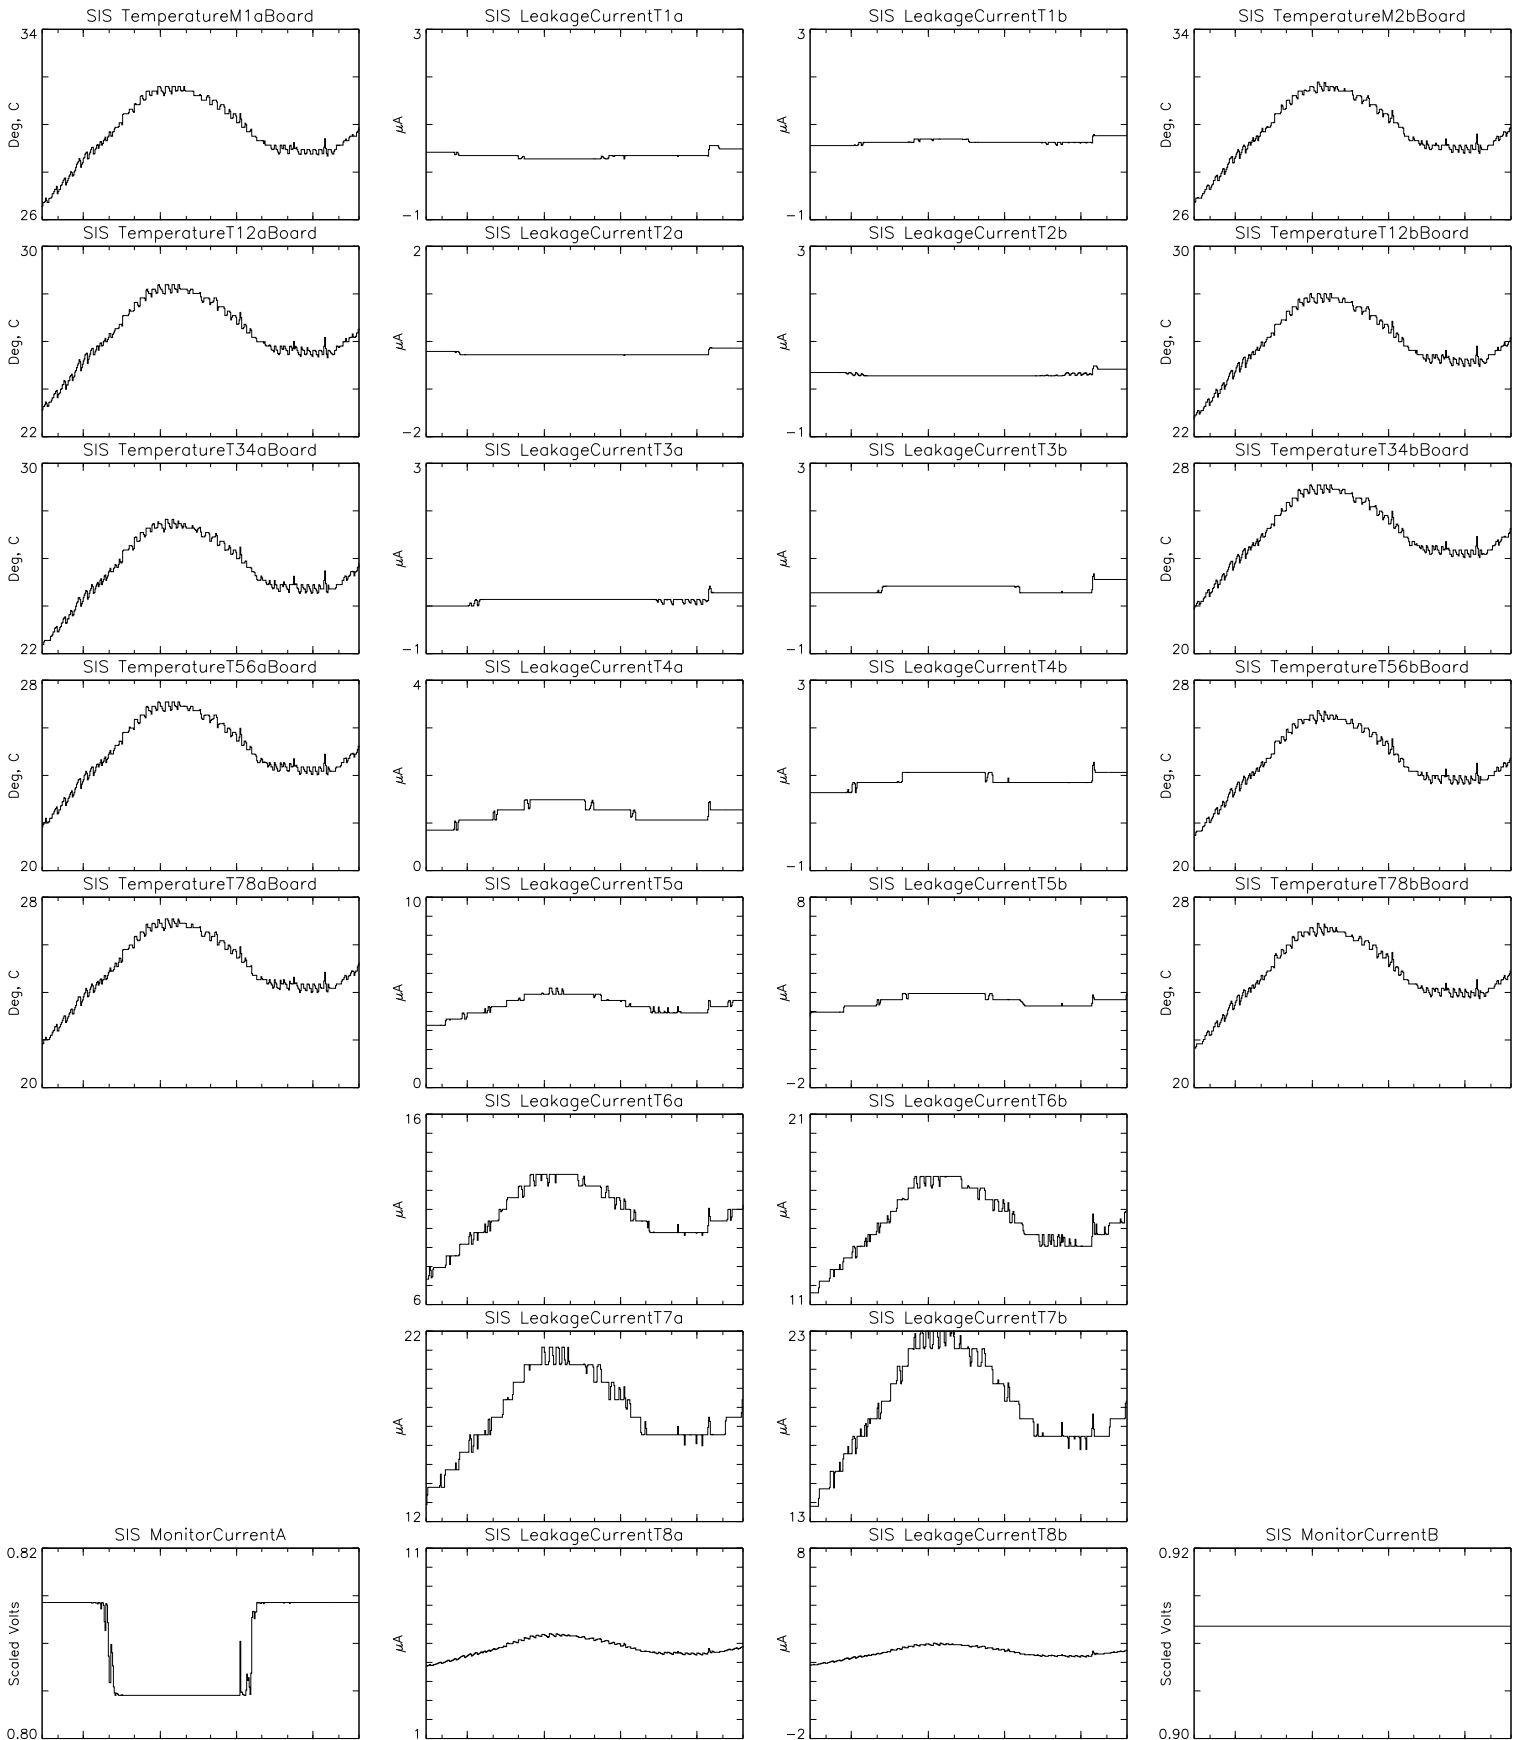 SIS TemperatureM1aBoard
34
Deg, C
26
SIS LeakageCurrentT1a
3
μA
−1
SIS LeakageCurrentT1b
3
μA
−1
SIS TemperatureM2bBoard
34
Deg, C
26
SIS TemperatureT12aBoard
30
Deg, C
22
SIS LeakageCurrentT2a
2
μA
−2
SIS LeakageCurrentT2b
3
μA
−1
SIS TemperatureT12bBoard
30
Deg, C
22
SIS TemperatureT34aBoard
30
Deg, C
22
SIS LeakageCurrentT3a
3
μA
−1
SIS LeakageCurrentT3b
3
μA
−1
SIS TemperatureT34bBoard
28
Deg, C
20
SIS TemperatureT56aBoard
28
Deg, C
20
SIS LeakageCurrentT4a
4
μA
0
SIS LeakageCurrentT4b
3
μA
−1
SIS TemperatureT56bBoard
28
Deg, C
20
SIS TemperatureT78aBoard
28
Deg, C
20
SIS LeakageCurrentT5a
10
μA
0
SIS LeakageCurrentT5b
8
μA
−2
SIS TemperatureT78bBoard
28
Deg, C
20
SIS LeakageCurrentT6a
16
μA
6
SIS LeakageCurrentT6b
21
μA
11
SIS LeakageCurrentT7a
22
μA
12
SIS LeakageCurrentT7b
23
μA
13
SIS MonitorCurrentA
0.82
Scaled Volts
0.80
SIS LeakageCurrentT8a
11
μA
1
SIS LeakageCurrentT8b
8
μA
−2
SIS MonitorCurrentB
0.92
Scaled Volts
0.90